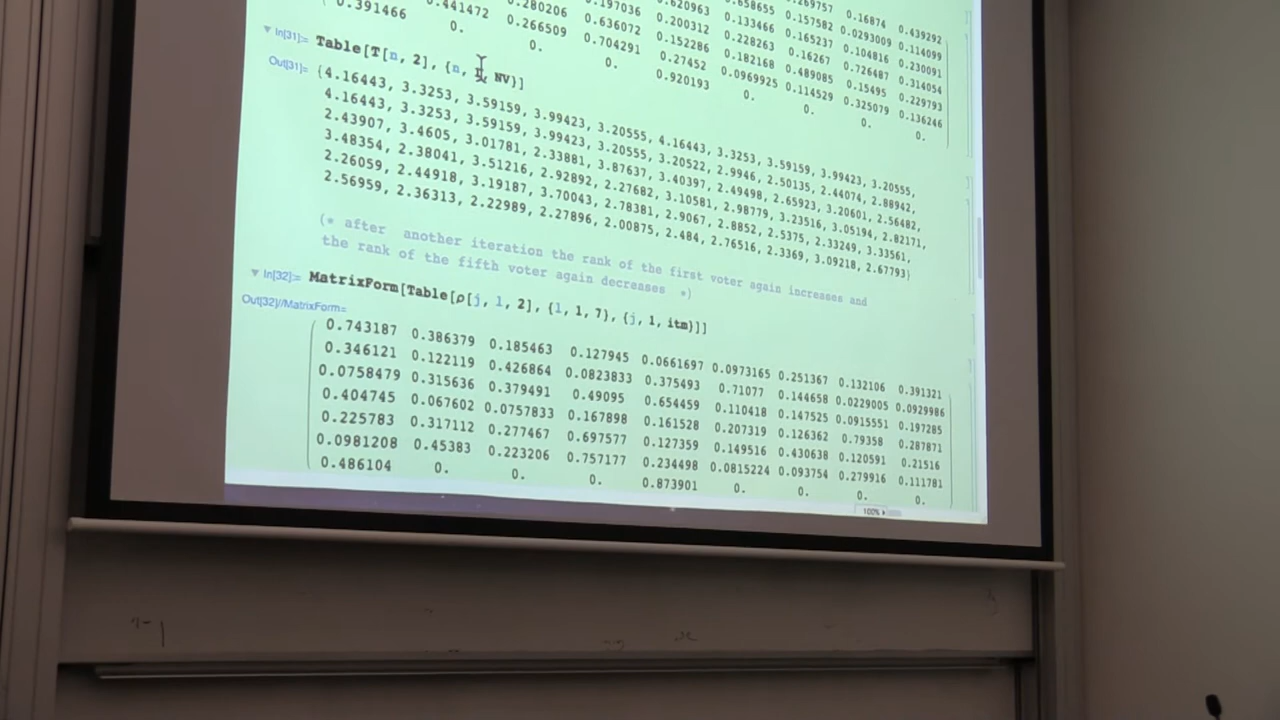 0.391466 0.441472 0.280206 0.197036 0.620963 0.658655 0.269757 0.16874 0.439292
0. 0.266509 0.636072 0.200312 0.133466 0.157582 0.0293009 0.114099
0. 0.704291 0.152286 0.228263 0.165237 0.104816 0.230091
0. 0.27452 0.182168 0.16267 0.726487 0.314054
0.920193 0.0969925 0.489085 0.15495 0.229793
0. 0.114529 0.325079 0.136246
0. 0. 0.
In[31]:= Table[T[n, 2], {n, 1, NV}]
Out[31]= {4.16443, 3.3253, 3.59159, 3.99423, 3.20555, 4.16443, 3.3253, 3.59159, 3.99423, 3.20555,
4.16443, 3.3253, 3.59159, 3.99423, 3.20555, 3.20522, 2.9946, 2.50135, 2.44074, 2.88942,
2.43907, 3.4605, 3.01781, 2.33881, 3.87637, 3.40397, 2.49498, 2.65923, 3.20601, 2.56482,
3.48354, 2.38041, 3.51216, 2.92892, 2.27682, 3.10581, 2.98779, 3.23516, 3.05194, 2.82171,
2.26059, 2.44918, 3.19187, 3.70043, 2.78381, 2.9067, 2.8852, 2.5375, 2.33249, 3.33561,
2.56959, 2.36313, 2.22989, 2.27896, 2.00875, 2.484, 2.76516, 2.3369, 3.09218, 2.67793}
(* after another iteration the rank of the first voter again increases and
the rank of the fifth voter again decreases *)
In[32]:= MatrixForm[Table[ρ[j, l, 2], {l, 1, 7}, {j, 1, itm}]]
Out[32]//MatrixForm=
0.743187 0.386379 0.185463 0.127945 0.0661697 0.0973165 0.251367 0.132106 0.391321
0.346121 0.122119 0.426864 0.0823833 0.375493 0.71077 0.144658 0.0229005 0.0929986
0.0758479 0.315636 0.379491 0.49095 0.654459 0.110418 0.147525 0.0915551 0.197285
0.404745 0.067602 0.0757833 0.167898 0.161528 0.207319 0.126362 0.79358 0.287871
0.225783 0.317112 0.277467 0.697577 0.127359 0.149516 0.430638 0.120591 0.21516
0.0981208 0.45383 0.223206 0.757177 0.234498 0.0815224 0.093754 0.279916 0.111781
0.486104 0. 0. 0. 0.873901 0. 0. 0. 0.
100%